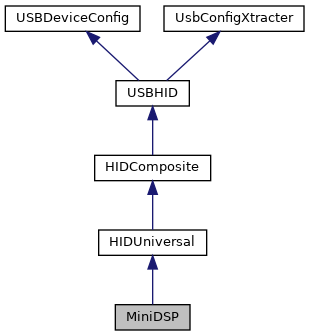 USBDeviceConfig
UsbConfigXtracter
USBHID
HIDComposite
HIDUniversal
MiniDSP